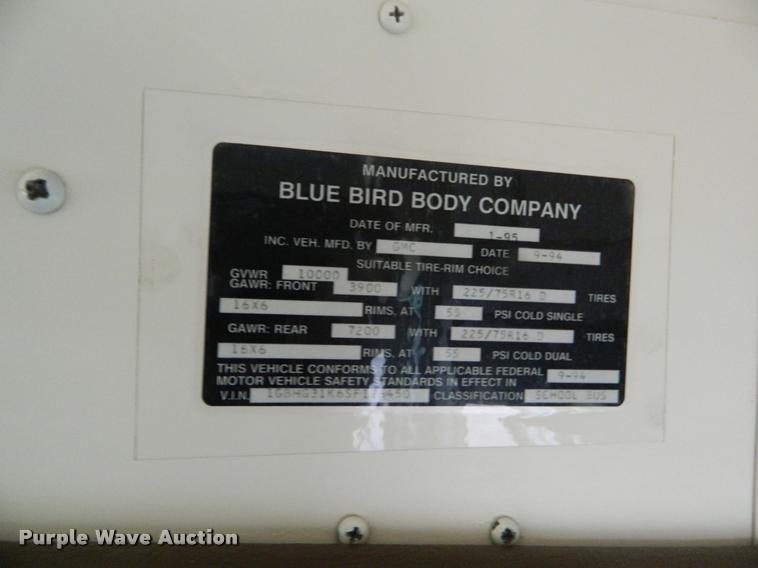 MANUFACTURED BY
BLUE BIRD BODY COMPANY
DATE OF MFR. 1-95
INC. VEH. MFD. BY GMC DATE 9-94
SUITABLE TIRE-RIM CHOICE
GVWR 10000
GAWR: FRONT 3900 WITH 225/75R16 D TIRES
16X6 RIMS. AT 55 PSI COLD SINGLE
GAWR: REAR 7200 WITH 225/75R16 D TIRES
16X6 RIMS. AT 55 PSI COLD DUAL
THIS VEHICLE CONFORMS TO ALL APPLICABLE FEDERAL 9-94
MOTOR VEHICLE SAFETY STANDARDS IN EFFECT IN
V.I.N. CLASSIFICATION SCHOOL BUS
Purple Wave Auction